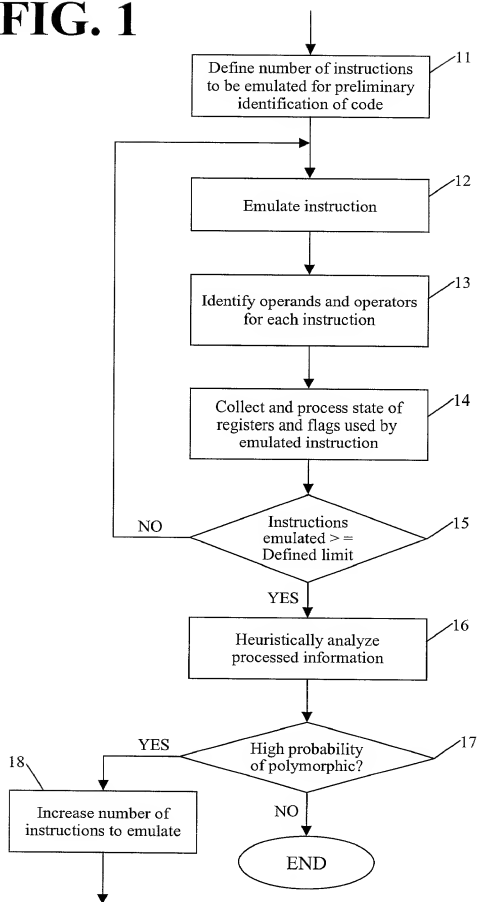 FIG. 1
11
Define number of instructions
to be emulated for preliminary
identification of code
12
Emulate instruction
13
Identify operands and operators
for each instruction
14
Collect and process state of
registers and flags used by
emulated instruction
15
Instructions
emulated > =
Defined limit
NO
YES
16
Heuristically analyze
processed information
17
High probability
of polymorphic?
YES
18
Increase number of
instructions to emulate
NO
END